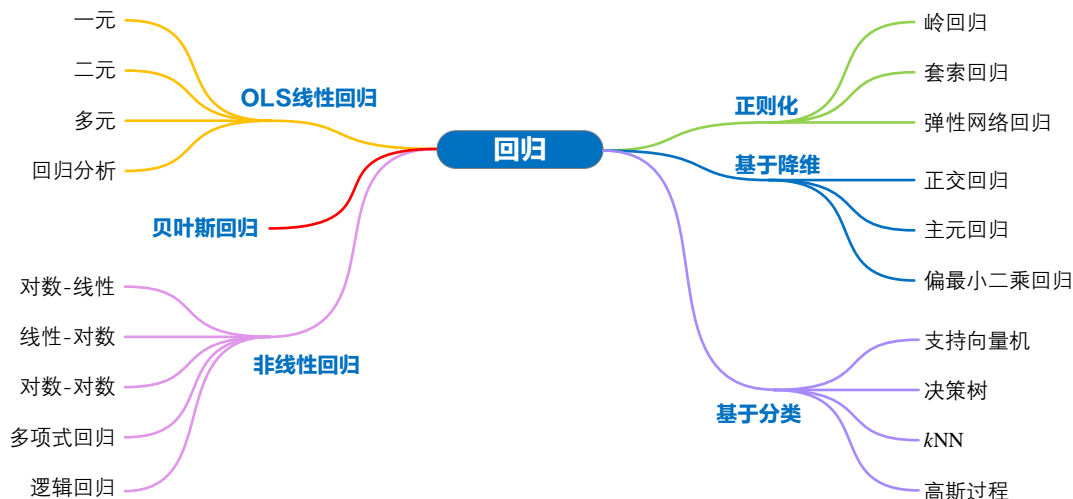 回归
OLS线性回归
一元
二元
多元
回归分析
贝叶斯回归
非线性回归
对数-线性
线性-对数
对数-对数
多项式回归
逻辑回归
正则化
岭回归
套索回归
弹性网络回归
基于降维
正交回归
主元回归
偏最小二乘回归
基于分类
支持向量机
决策树
kNN
高斯过程